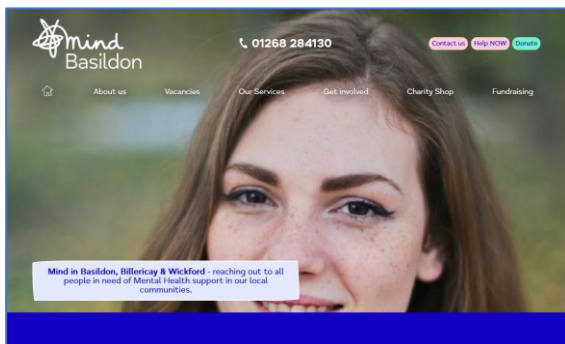 mind
Basildon
01268 284130
Contact us Help NOW Donate
About us Vacancies Our Services Get involved Charity Shop Fundraising
Mind in Basildon, Billericay & Wickford - reaching out to all
people in need of Mental Health support in our local
communities.